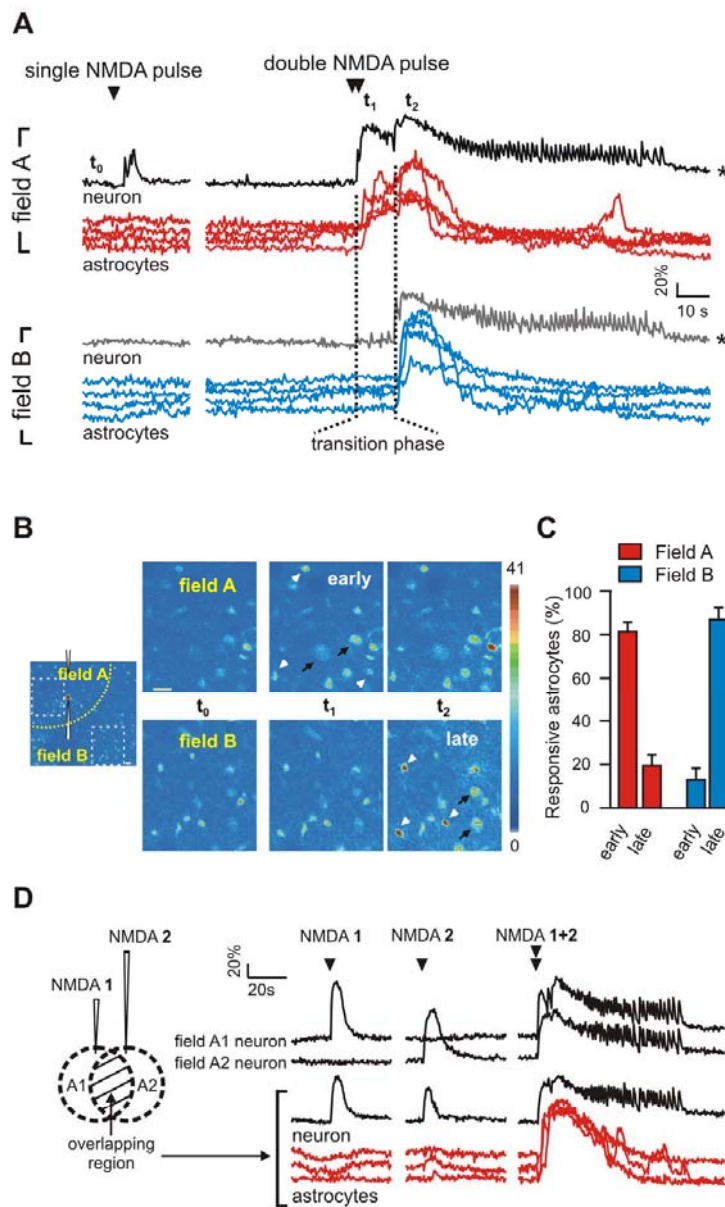 A
single NMDA pulse
double NMDA pulse
t1
t2
t0
field A
neuron
*
astrocytes
20%
10 s
field B
neuron
*
astrocytes
transition phase
B
field A
early
41
field A
field B
t0
t1
t2
field B
late
0
C
Field A
Field B
Responsive astrocytes (%)
100
80
60
40
20
0
early
late
early
late
D
NMDA 2
NMDA 1
A1
A2
overlapping
region
20%
20s
NMDA 1
NMDA 2
NMDA 1+2
field A1 neuron
field A2 neuron
neuron
astrocytes